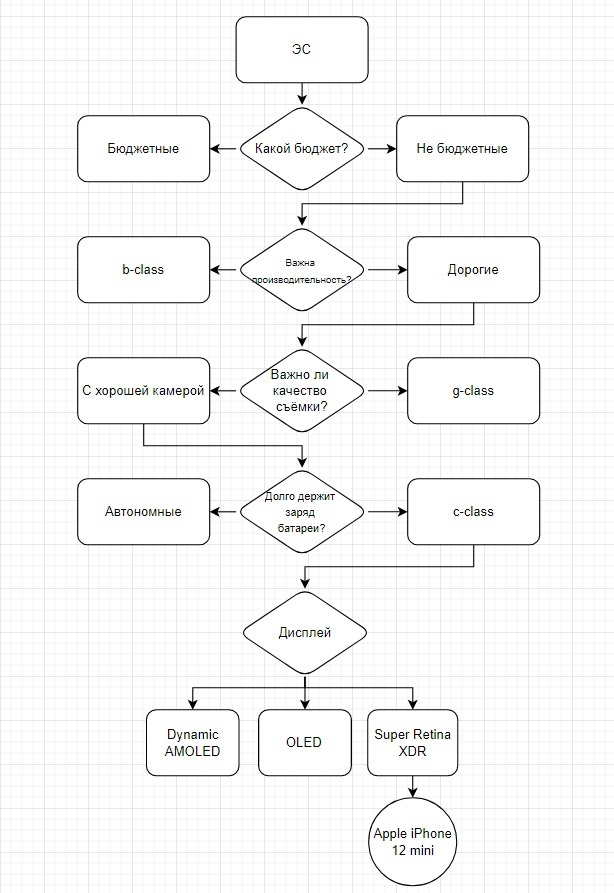 ЭС
Бюджетные
Какой бюджет?
Не бюджетные
b-class
Важна
производительность?
Дорогие
С хорошей камерой
Важно ли
качество
съёмки?
g-class
Автономные
Долго держит
заряд
батареи?
c-class
Дисплей
Dynamic
AMOLED
OLED
Super Retina
XDR
Apple iPhone
12 mini